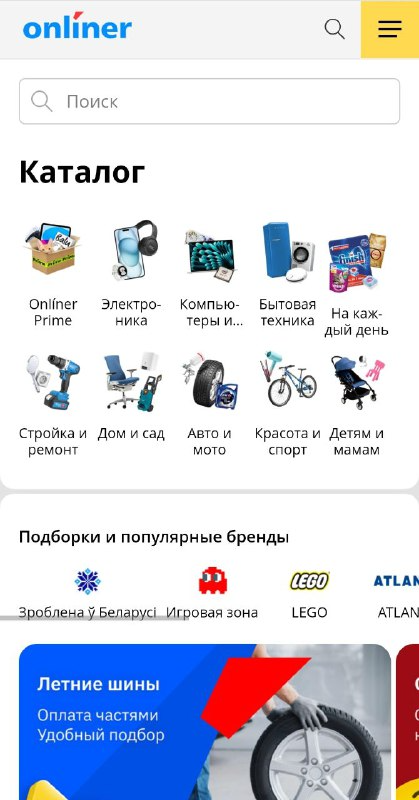 onlíner
Поиск
Каталог
Onlíner
Prime
Электро-
ника
Компью-
теры и...
Бытовая
техника
На каж-
дый день
Стройка и
ремонт
Дом и сад
Авто и
мото
Красота и
спорт
Детям и
мамам
Подборки и популярные бренды
LEGO
ATLAN
Зроблена ў Беларусі
Игровая зона
LEGO
ATLAN
Летние шины
Оплата частями
Удобный подбор